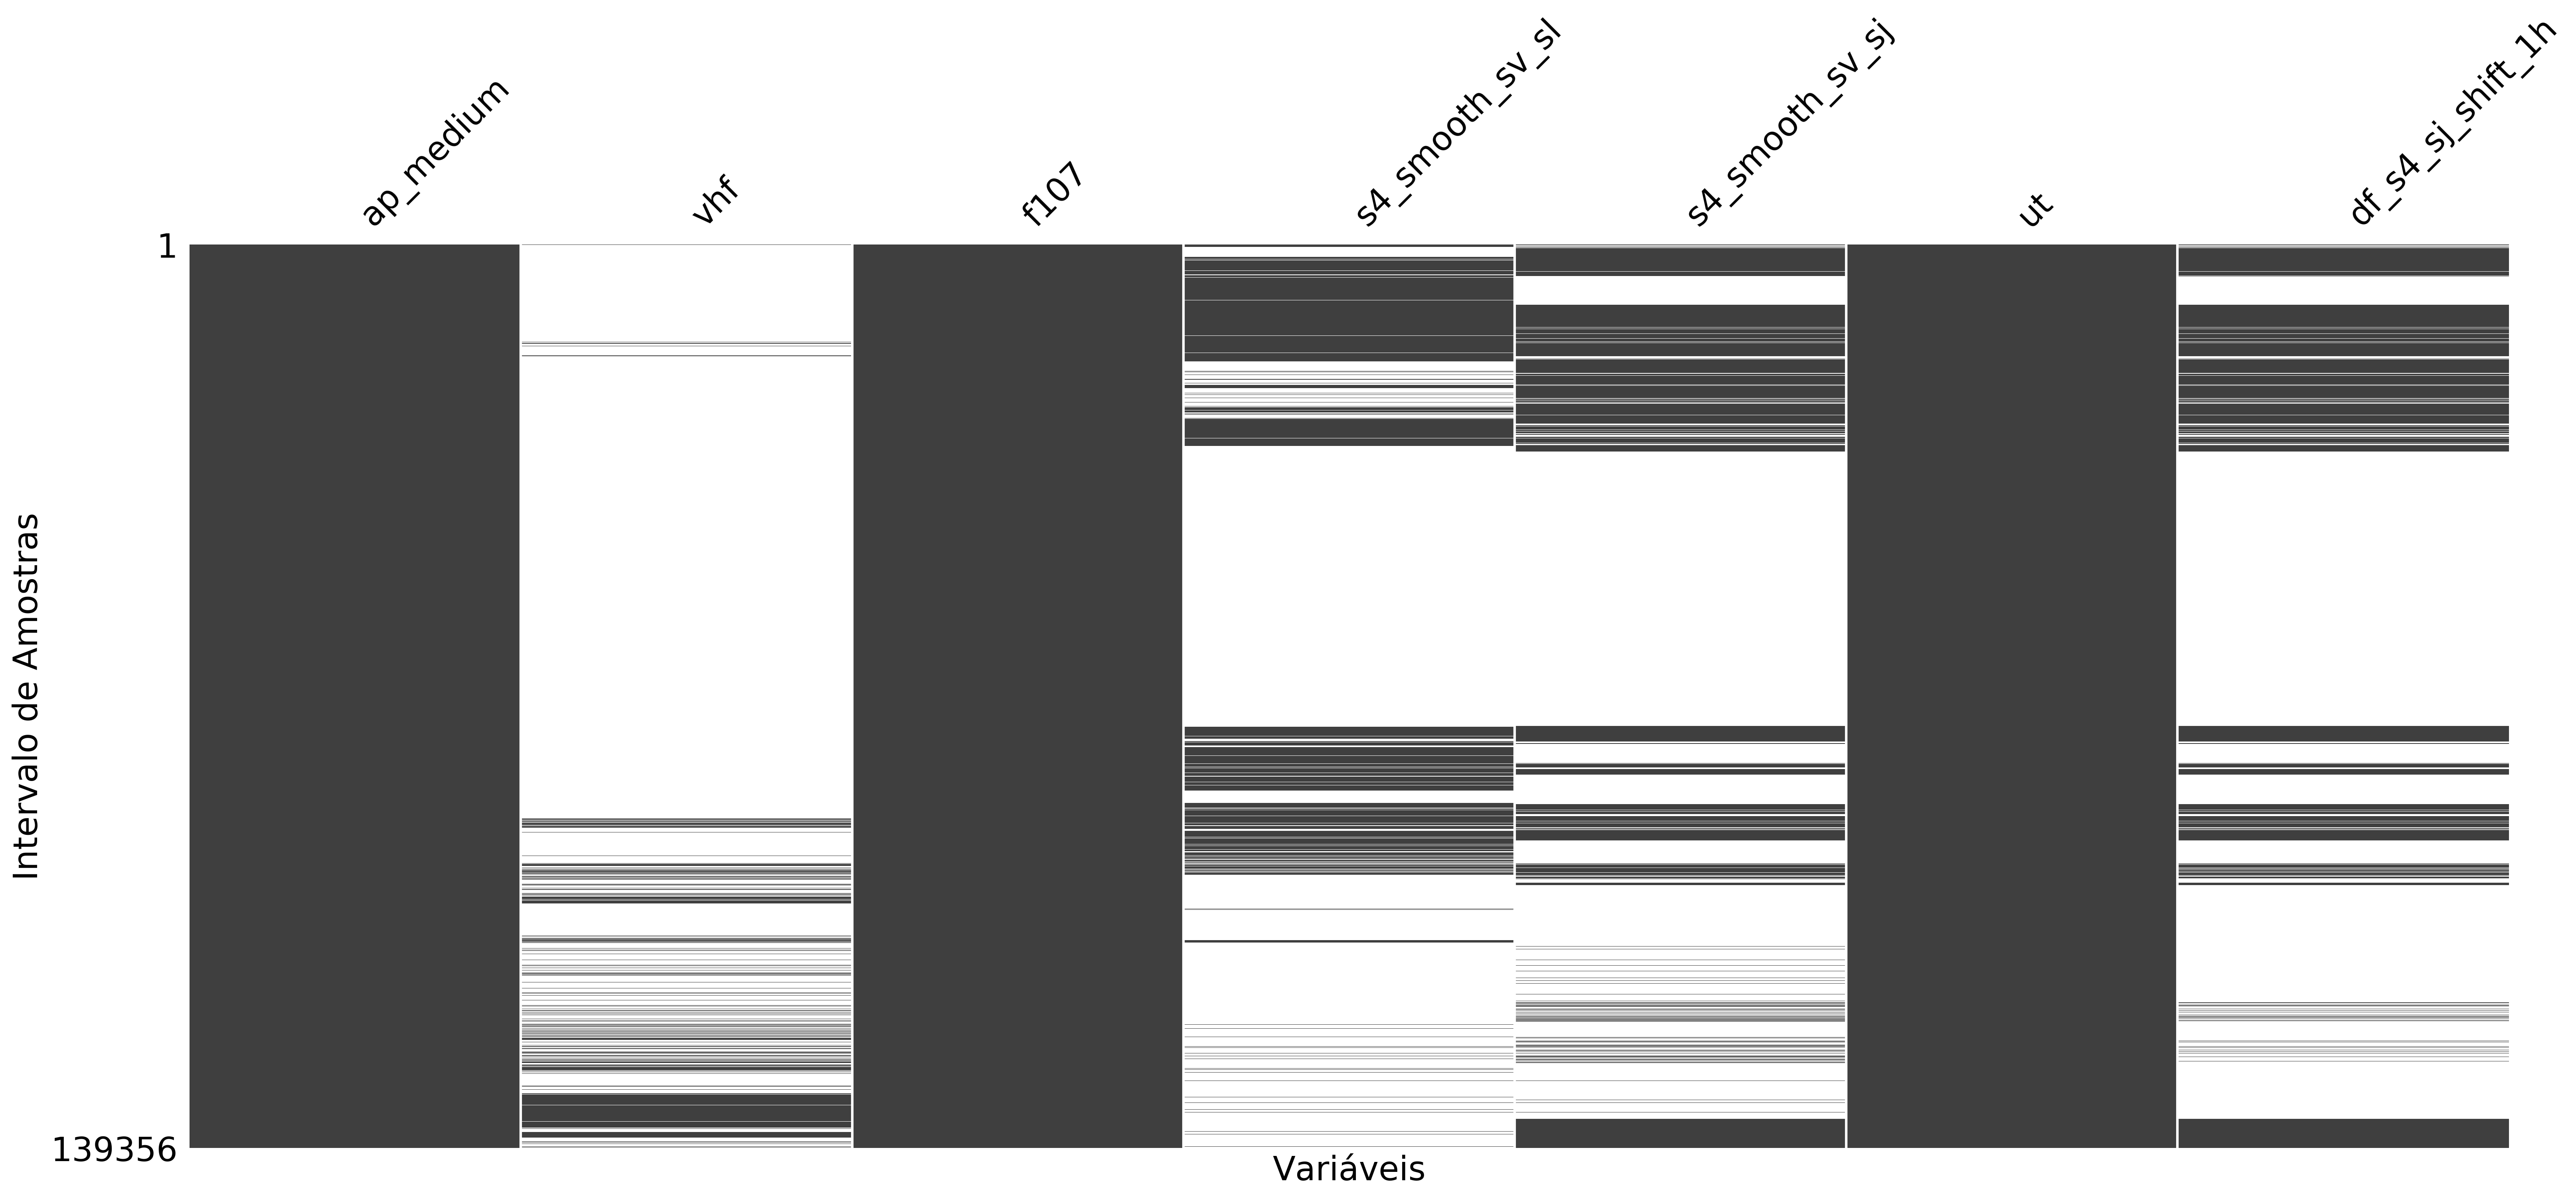 ap_medium
vhf
f107
s4_smooth_sv_sl
s4_smooth_sv_sj
ut
df_s4_sj_shift_1h
1
Intervalo de Amostras
139356
Variáveis